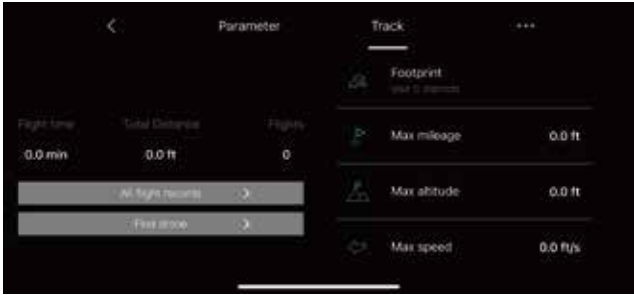 Parameter
Track
Footprint
Flight time
Total Distance
Flights
0.0 min
0.0 ft
0
All flight records
Find drone
Max mileage
0.0 ft
Max altitude
0.0 ft
Max speed
0.0 ft/s